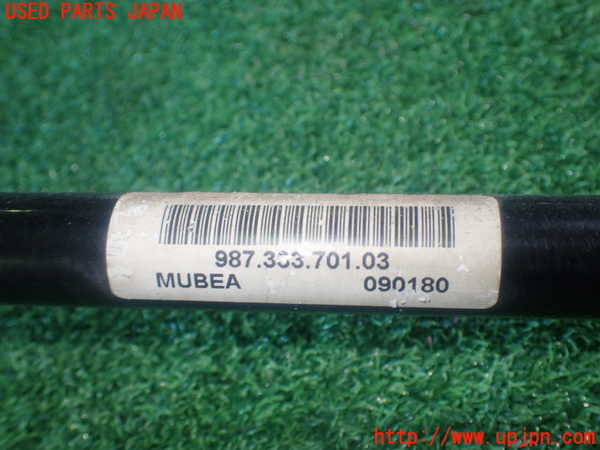 USED PARTS JAPAN
987.333.701.03
MUBEA 090180
http://www.upjpn.com/